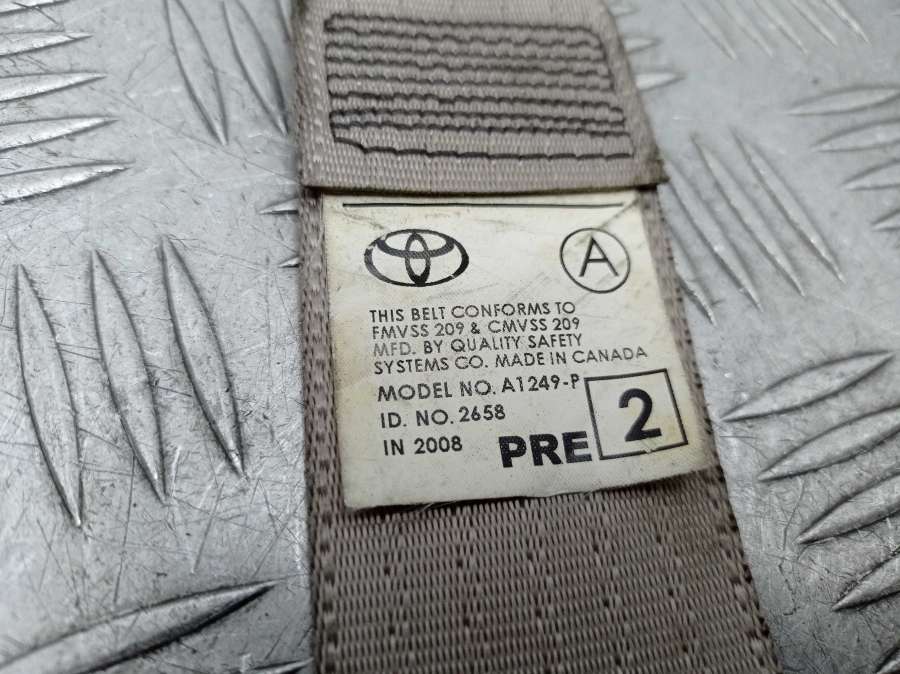 A
THIS BELT CONFORMS TO
FMVSS 209 & CMVSS 209
MFD. BY QUALITY SAFETY
SYSTEMS CO. MADE IN CANADA
MODEL NO. A1249-P
ID. NO. 2658
IN 2008
PRE 2